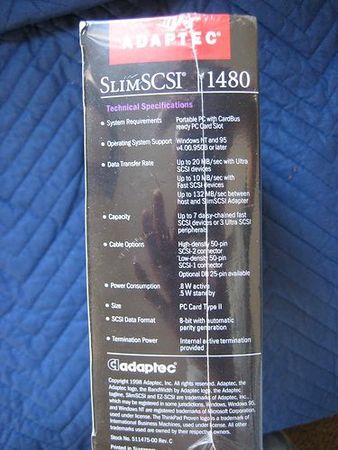 ADAPTEC®
SLIMSCSI® 1480
Technical Specifications
• System Requirements Portable PC with CardBus
ready PC Card Slot
• Operating System Support Windows NT and 95
v4.00.950B or later
• Data Transfer Rate Up to 20 MB/sec with Ultra
SCSI devices
Up to 10 MB/sec with
Fast SCSI devices
Up to 132 MB/sec between
host and SlimSCSI Adapter
• Capacity Up to 7 daisy-chained fast
SCSI devices or 3 Ultra SCSI
peripherals
• Cable Options High-density 50-pin
SCSI-2 connector
Low-density 50-pin
SCSI-1 connector
Optional DB 25-pin available
• Power Consumption .8 W active
.5 W standby
• Size PC Card Type II
• SCSI Data Format 8-bit with automatic
parity generation
• Termination Power Internal active termination
provided
adaptec
Copyright 1998 Adaptec, Inc. All rights reserved. Adaptec, the
Adaptec logo, the BandWidth by Adaptec logo, the Adaptec
tagline, SlimSCSI and EZ-SCSI are trademarks of Adaptec, Inc.,
which may be registered in some jurisdictions, Windows, Windows 95,
and Windows NT are registered trademarks of Microsoft Corporation,
used under license. The ThinkPad Proven logo is a trademark of
International Business Machines, used under license. All other
trademarks used are owned by their respective owners.
Stock No. 511475-00 Rev. C
Printed in Singapore